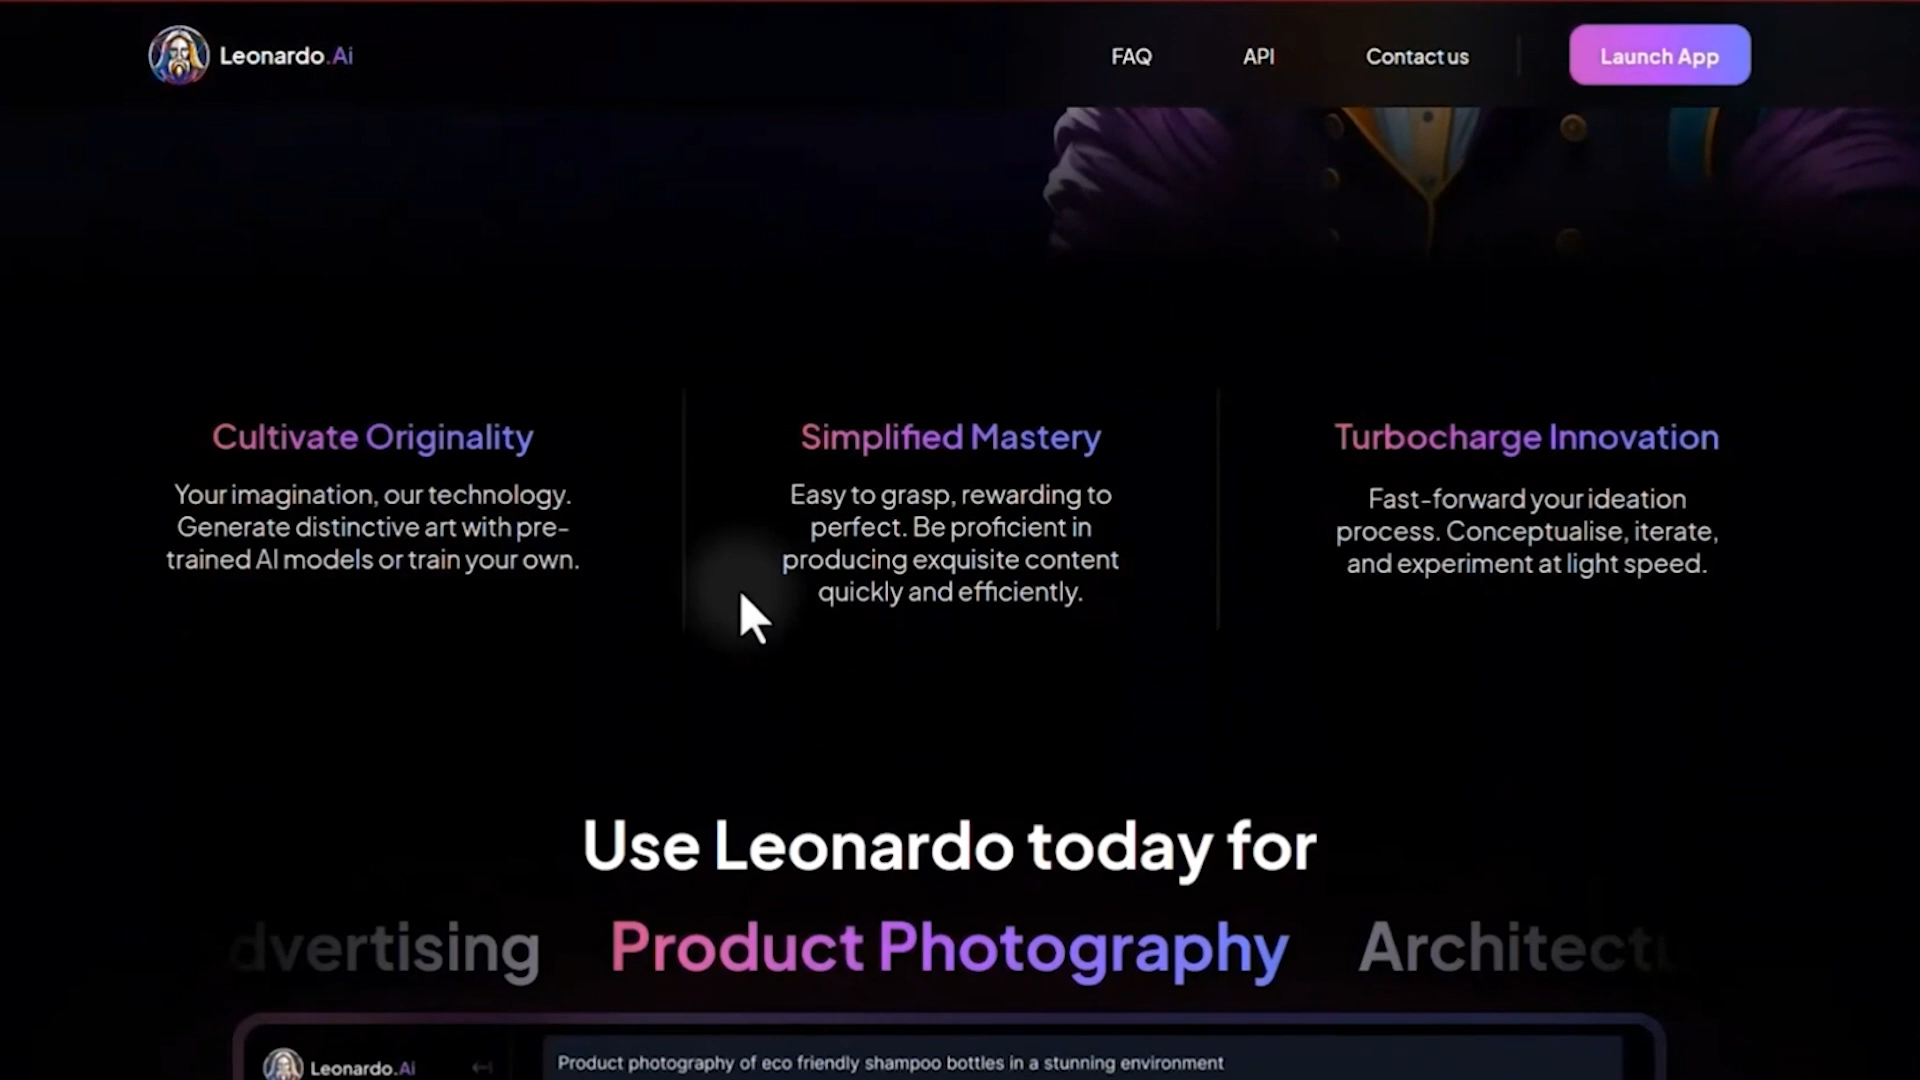 Leonardo.Ai
FAQ
API
Contact us
Launch App
Cultivate Originality
Your imagination, our technology.
Generate distinctive art with pre-
trained AI models or train your own.
Simplified Mastery
Easy to grasp, rewarding to
perfect. Be proficient in
producing exquisite content
quickly and efficiently.
Turbocharge Innovation
Fast-forward your ideation
process. Conceptualise, iterate,
and experiment at light speed.
Use Leonardo today for
dvertising
Product Photography
Architectu
Leonardo.Ai
Product photography of eco friendly shampoo bottles in a stunning environment